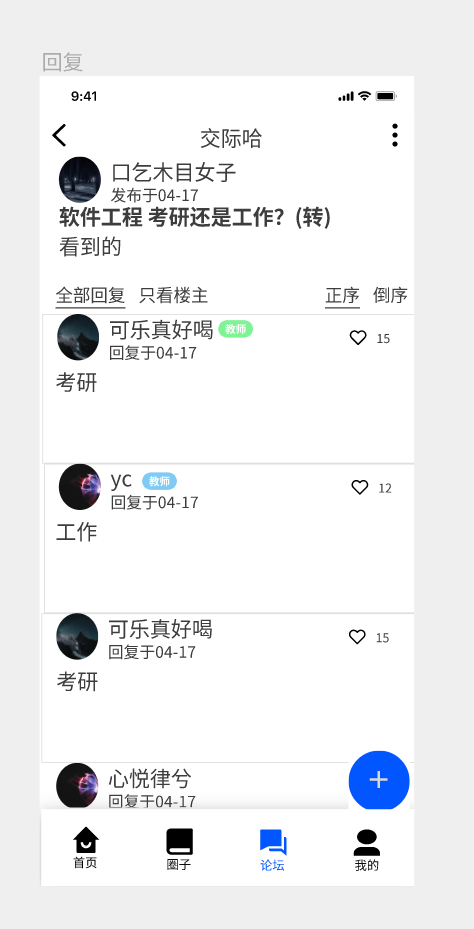 回复
9:41
交际哈
口乞木目女子
发布于04-17
软件工程 考研还是工作？(转)
看到的
全部回复 只看楼主 正序 倒序
可乐真好喝 教师 15
回复于04-17
考研
yc 教师 12
回复于04-17
工作
可乐真好喝 15
回复于04-17
考研
心悦律兮
回复于04-17
首页 圈子 论坛 我的